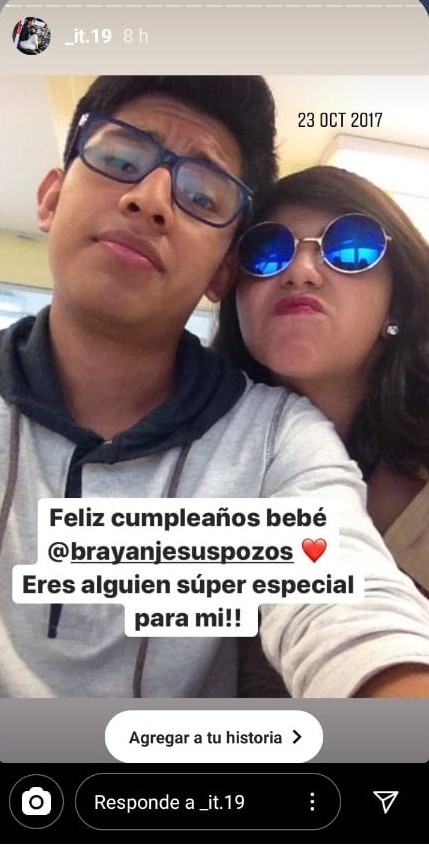 _it.19 8 h
23 OCT 2017
Feliz cumpleaños bebé
@brayanjesuspozos ❤️
Eres alguien súper especial
para mi!!
Agregar a tu historia >
Responde a _it.19